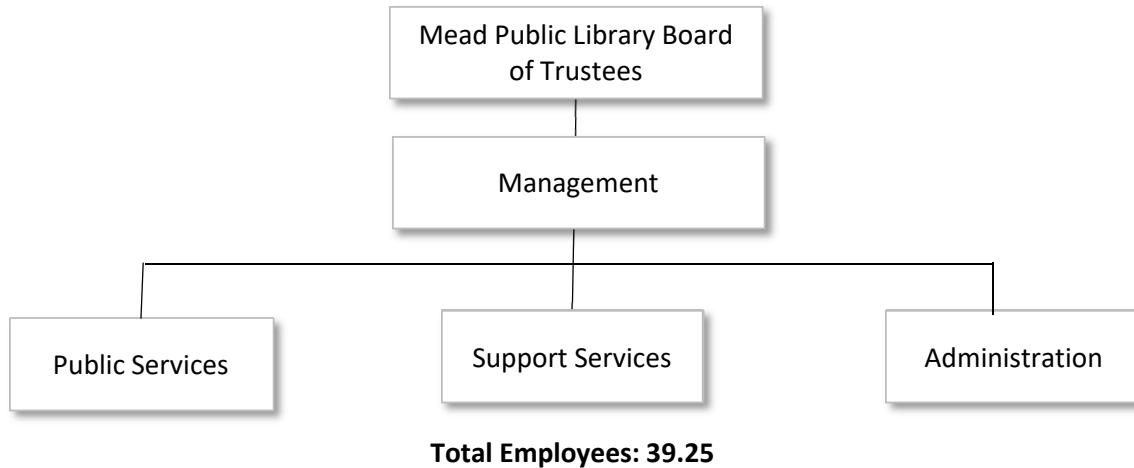 Mead Public Library Board
of Trustees
Management
Public Services
Support Services
Administration
Total Employees: 39.25